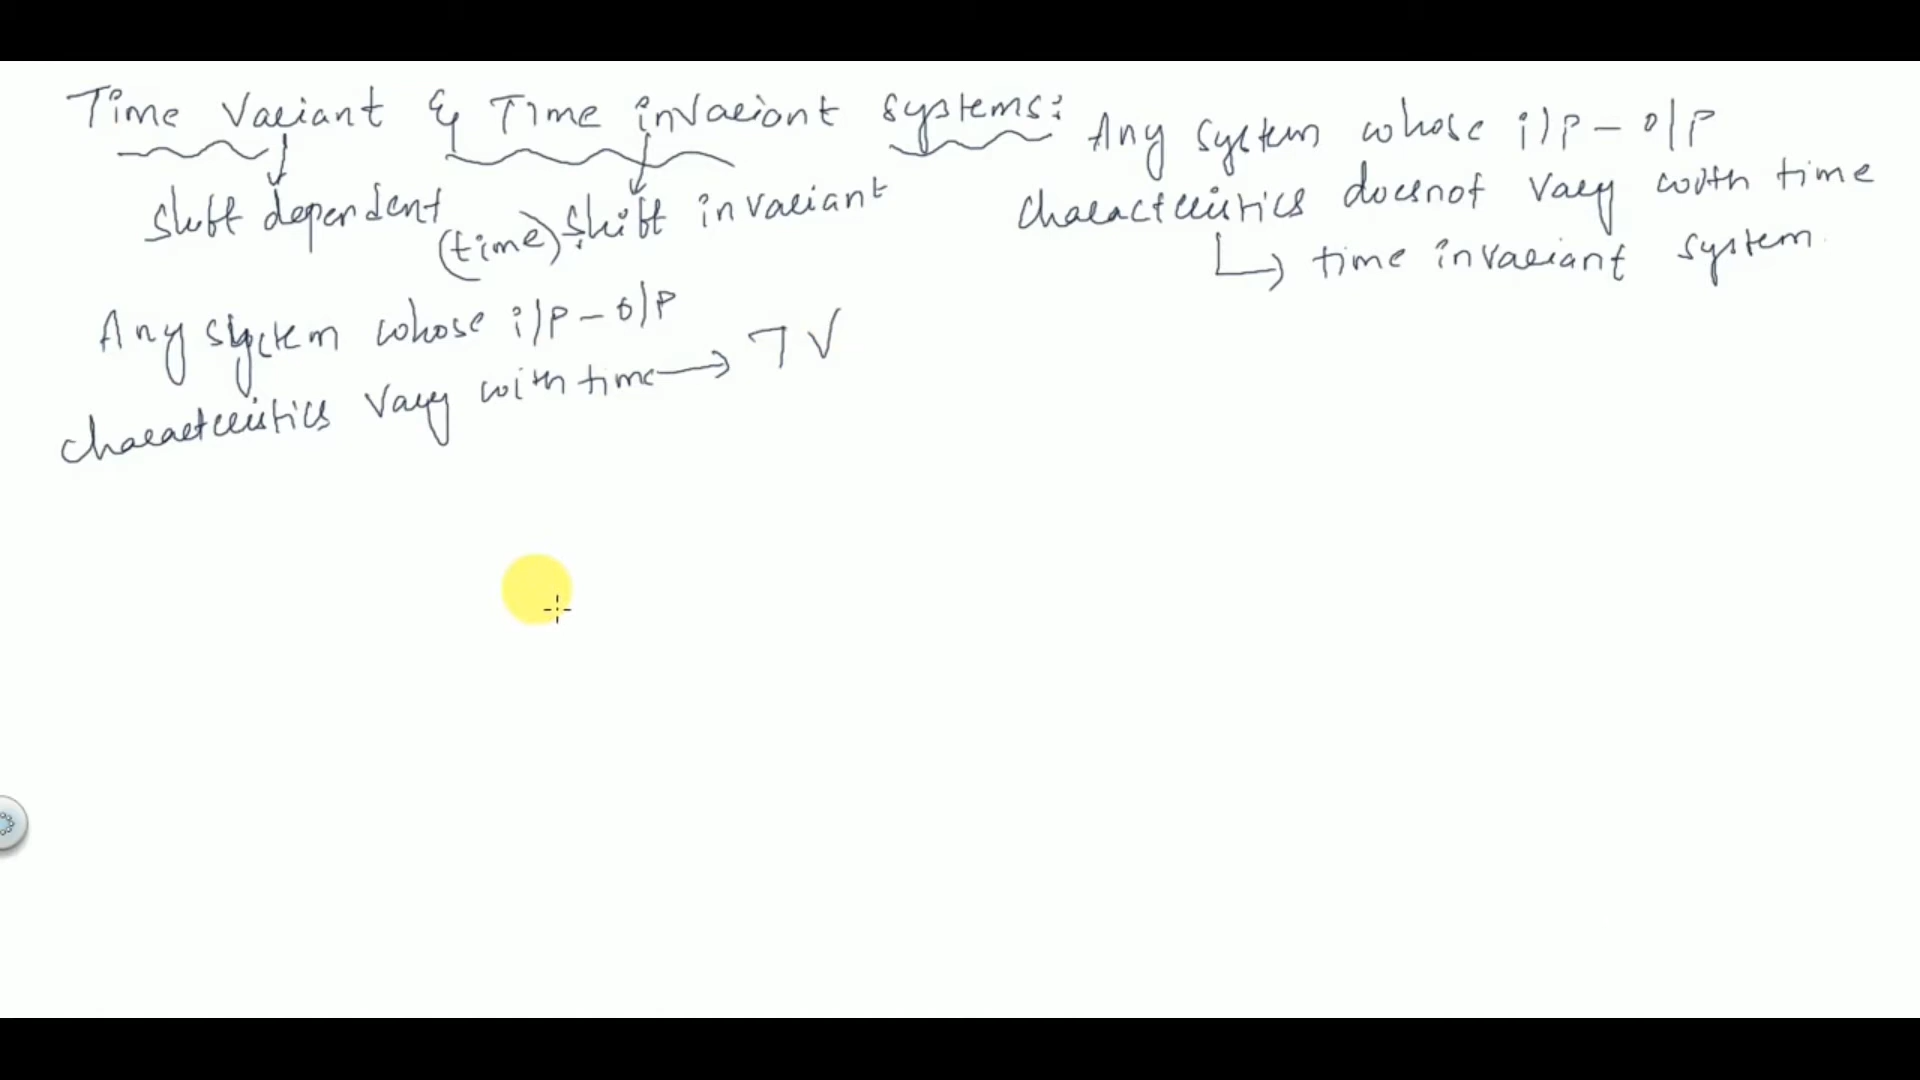 Time Variant & Time invariant systems:
Shift dependent
(time) shift invariant
Any system whose i/p - o/p
characteristics vary with time → TV
Any system whose i/p - o/p
characteristics doesnot vary with time
↳ time invariant system.